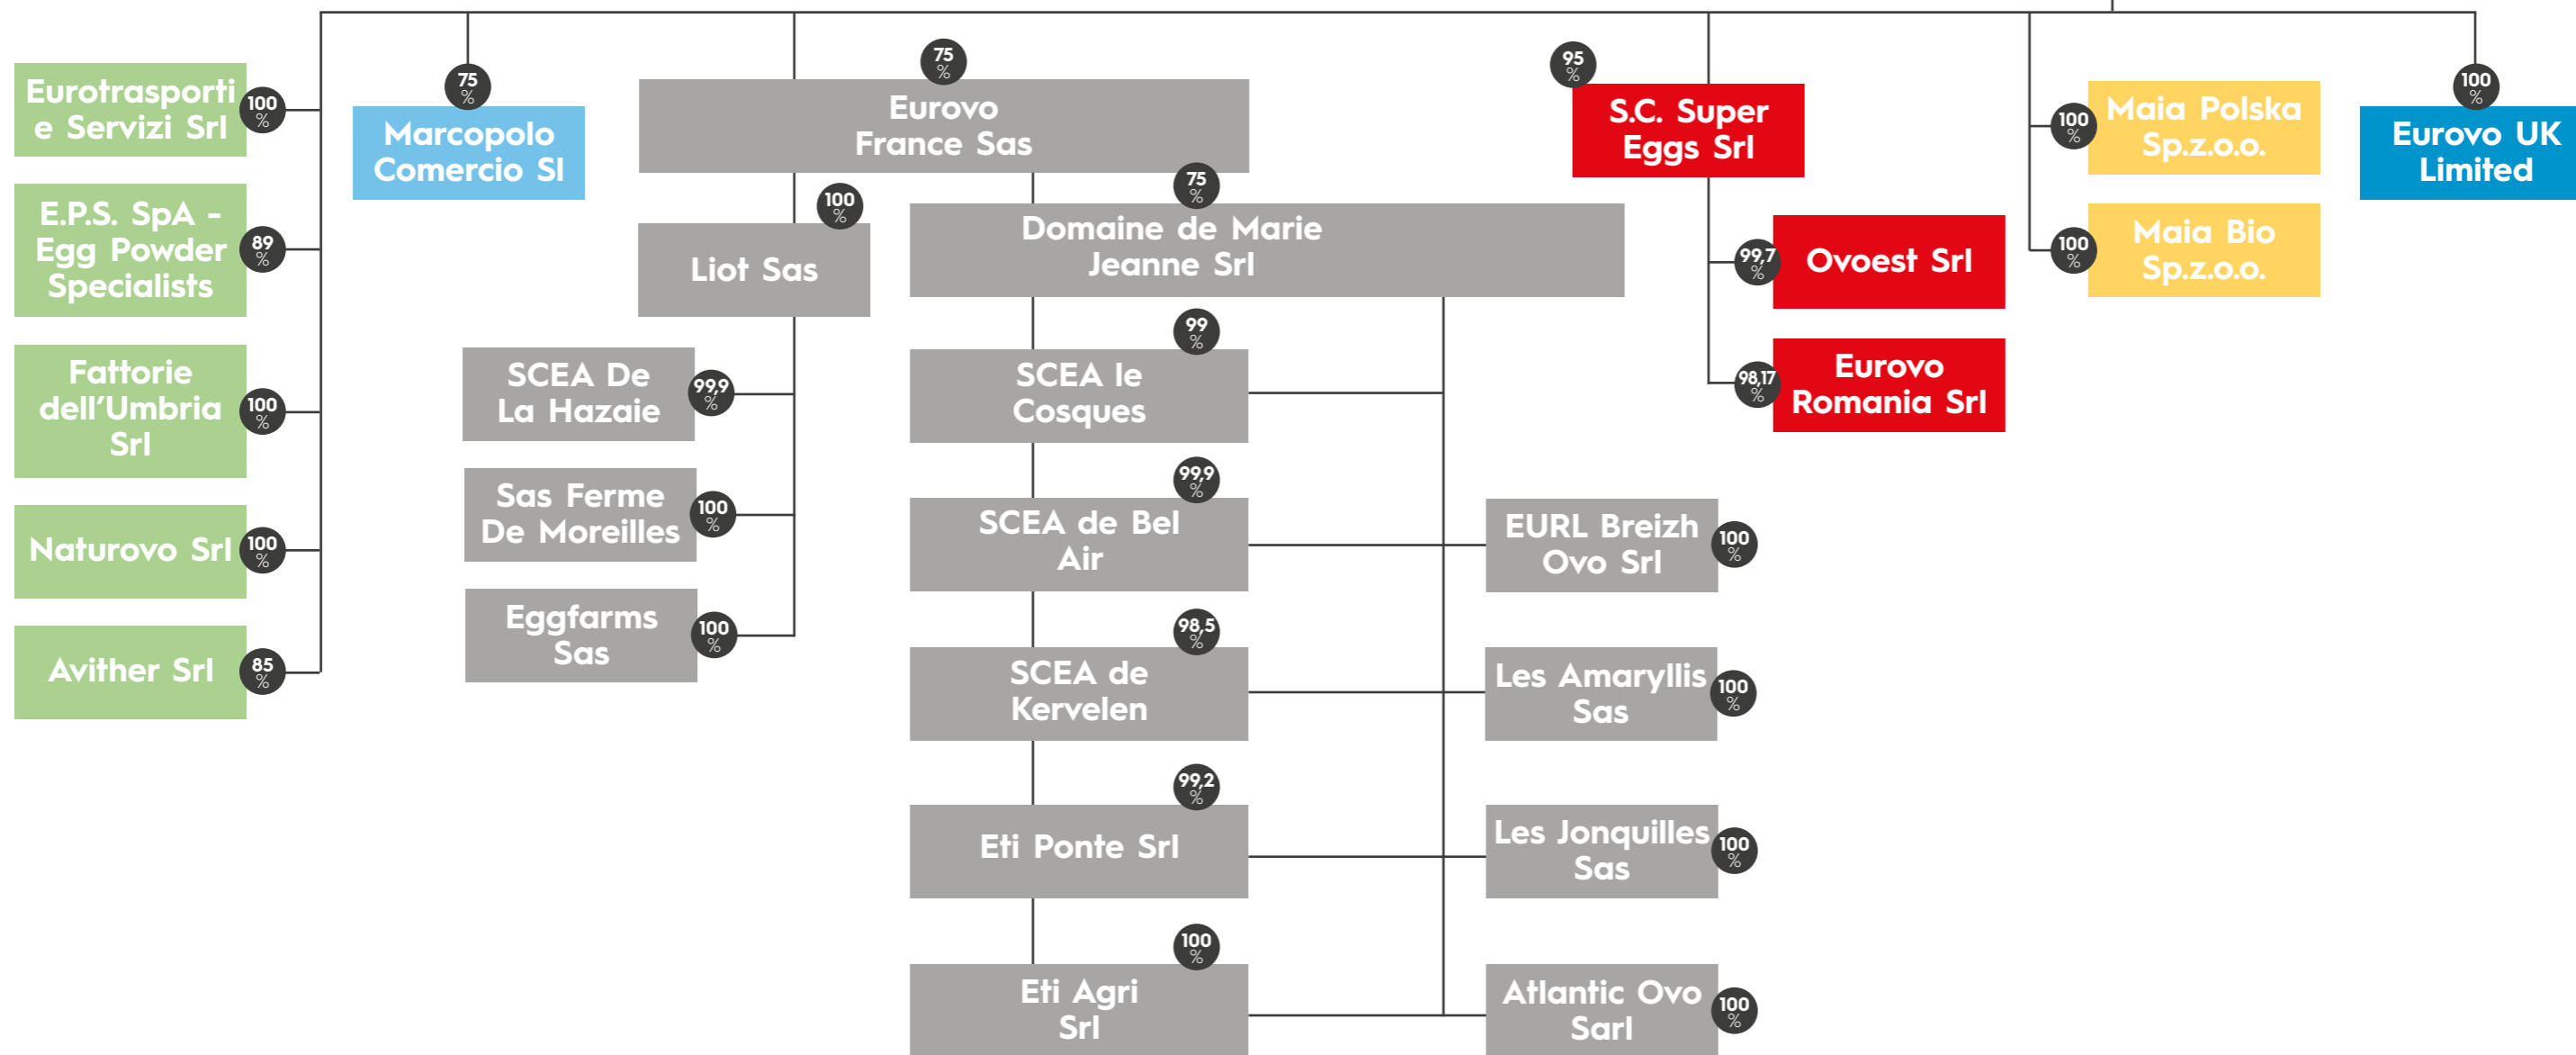 Eurotrasporti
e Servizi Srl
100
%
E.P.S. SpA -
Egg Powder
Specialists
89
%
Fattorie
dell'Umbria
Srl
100
%
Naturovo Srl
100
%
Avither Srl
85
%
75
%
Marcopolo
Comercio Sl
75
%
Eurovo
France Sas
100
%
Liot Sas
SCEA De
La Hazaie
99,9
%
Sas Ferme
De Moreilles
100
%
Eggfarms
Sas
100
%
75
%
Domaine de Marie
Jeanne Srl
99
%
SCEA le
Cosques
99,9
%
SCEA de Bel
Air
98,5
%
SCEA de
Kervelen
99,2
%
Eti Ponte Srl
100
%
Eti Agri
Srl
EURL Breizh
Ovo Srl
100
%
Les Amaryllis
Sas
100
%
Les Jonquilles
Sas
100
%
Atlantic Ovo
Sarl
100
%
95
%
S.C. Super
Eggs Srl
99,7
%
Ovoest Srl
98,17
%
Eurovo
Romania Srl
100
%
Maia Polska
Sp.z.o.o.
100
%
Maia Bio
Sp.z.o.o.
100
%
Eurovo UK
Limited